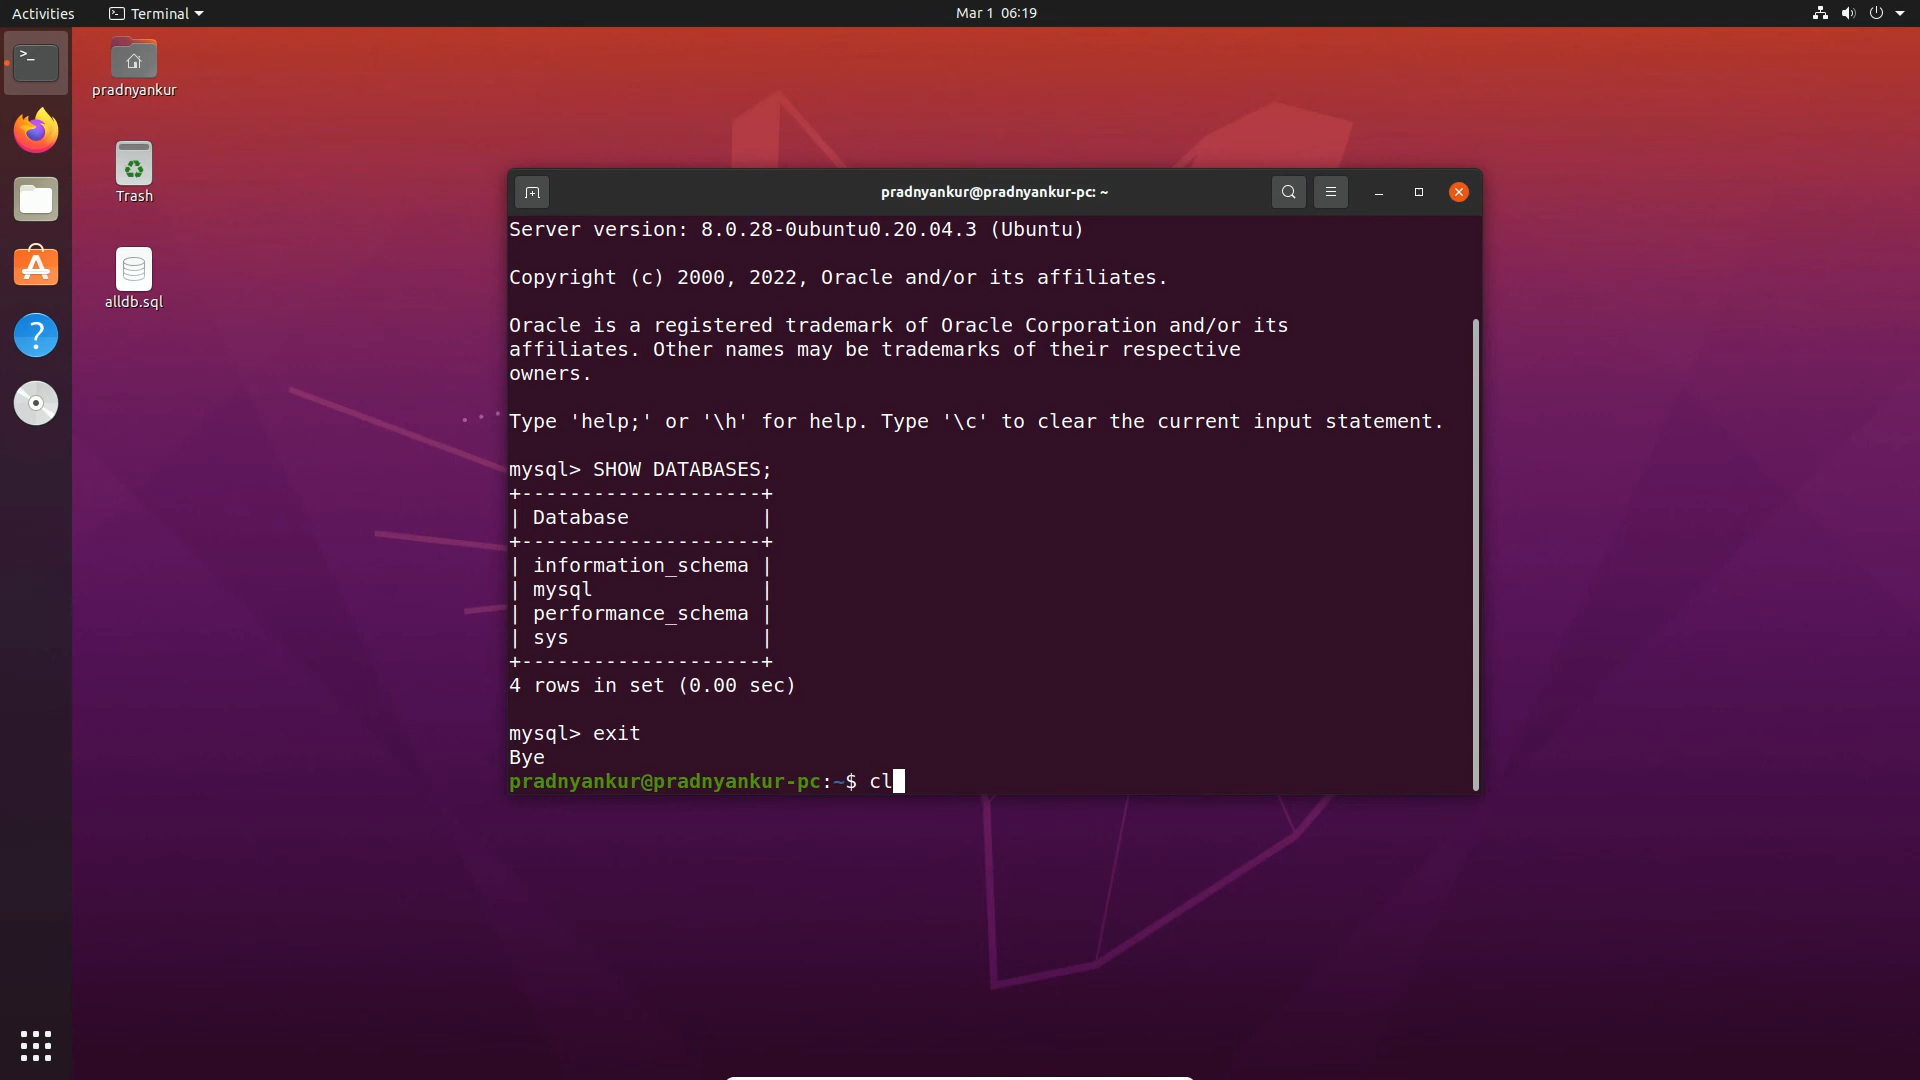 Activities
Terminal
Mar 1 06:19
pradnyankur
Trash
alldb.sql
pradnyankur@pradnyankur-pc: ~
Server version: 8.0.28-0ubuntu0.20.04.3 (Ubuntu)
Copyright (c) 2000, 2022, Oracle and/or its affiliates.
Oracle is a registered trademark of Oracle Corporation and/or its
affiliates. Other names may be trademarks of their respective
owners.
Type 'help;' or '\h' for help. Type '\c' to clear the current input statement.
mysql> SHOW DATABASES;
+--------------------+
| Database           |
+--------------------+
| information_schema |
| mysql              |
| performance_schema |
| sys                |
+--------------------+
4 rows in set (0.00 sec)
mysql> exit
Bye
pradnyankur@pradnyankur-pc:~$ cl